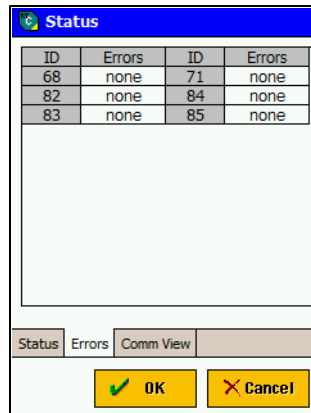 Status
ID Errors ID Errors
68 none 71 none
82 none 84 none
83 none 85 none
Status Errors Comm View
OK Cancel